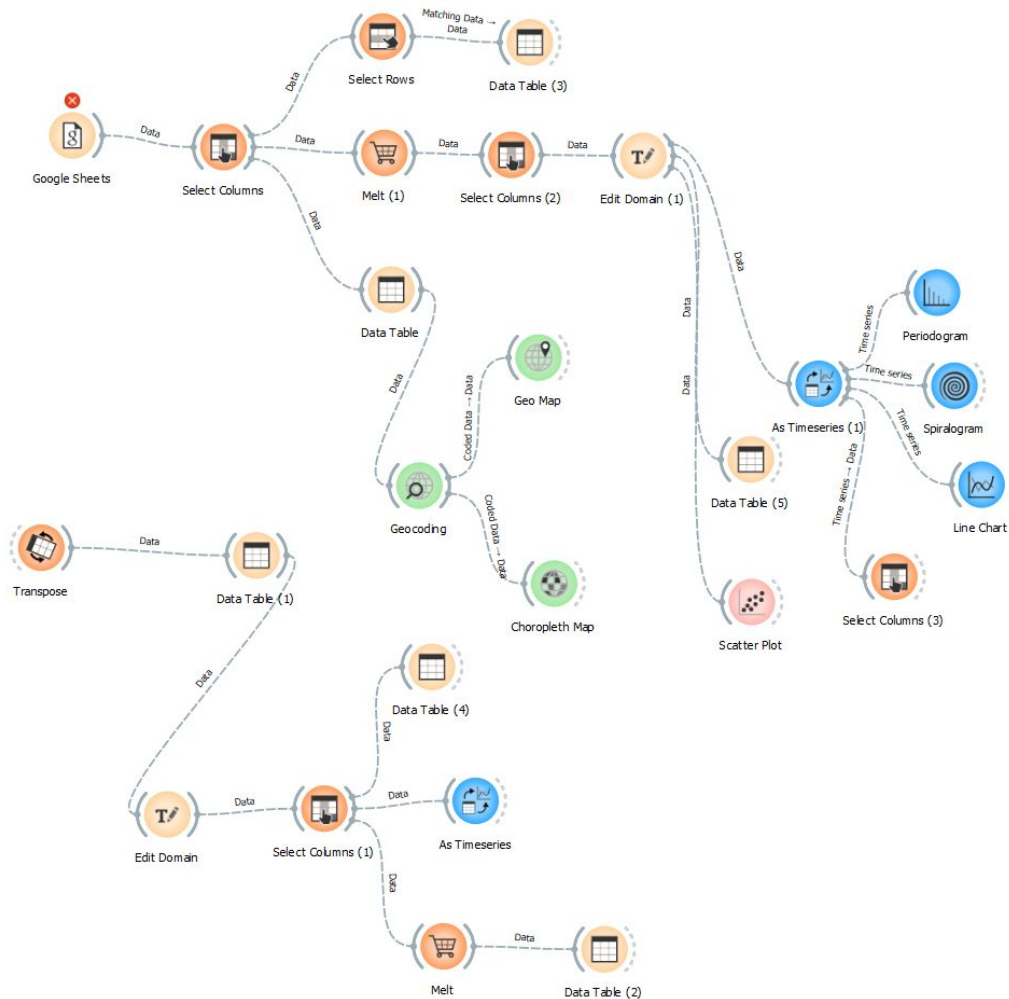 Matching Data → Data
Select Rows
Data Table (3)
Data
Google Sheets
Data
Select Columns
Data
Melt (1)
Data
Select Columns (2)
Data
Edit Domain (1)
Data
Data Table
Data
Data
Data
Data
Geo Map
Coded Data → Data
Geocoding
Coded Data → Data
Choropleth Map
As Timeseries (1)
Time series
Periodogram
Time series
Spiralogram
Time series
Line Chart
Time series → Data
Select Columns (3)
Data Table (5)
Scatter Plot
Transpose
Data
Data Table (1)
Data
Edit Domain
Data
Select Columns (1)
Data
Data Table (4)
Data
As Timeseries
Data
Melt
Data
Data Table (2)